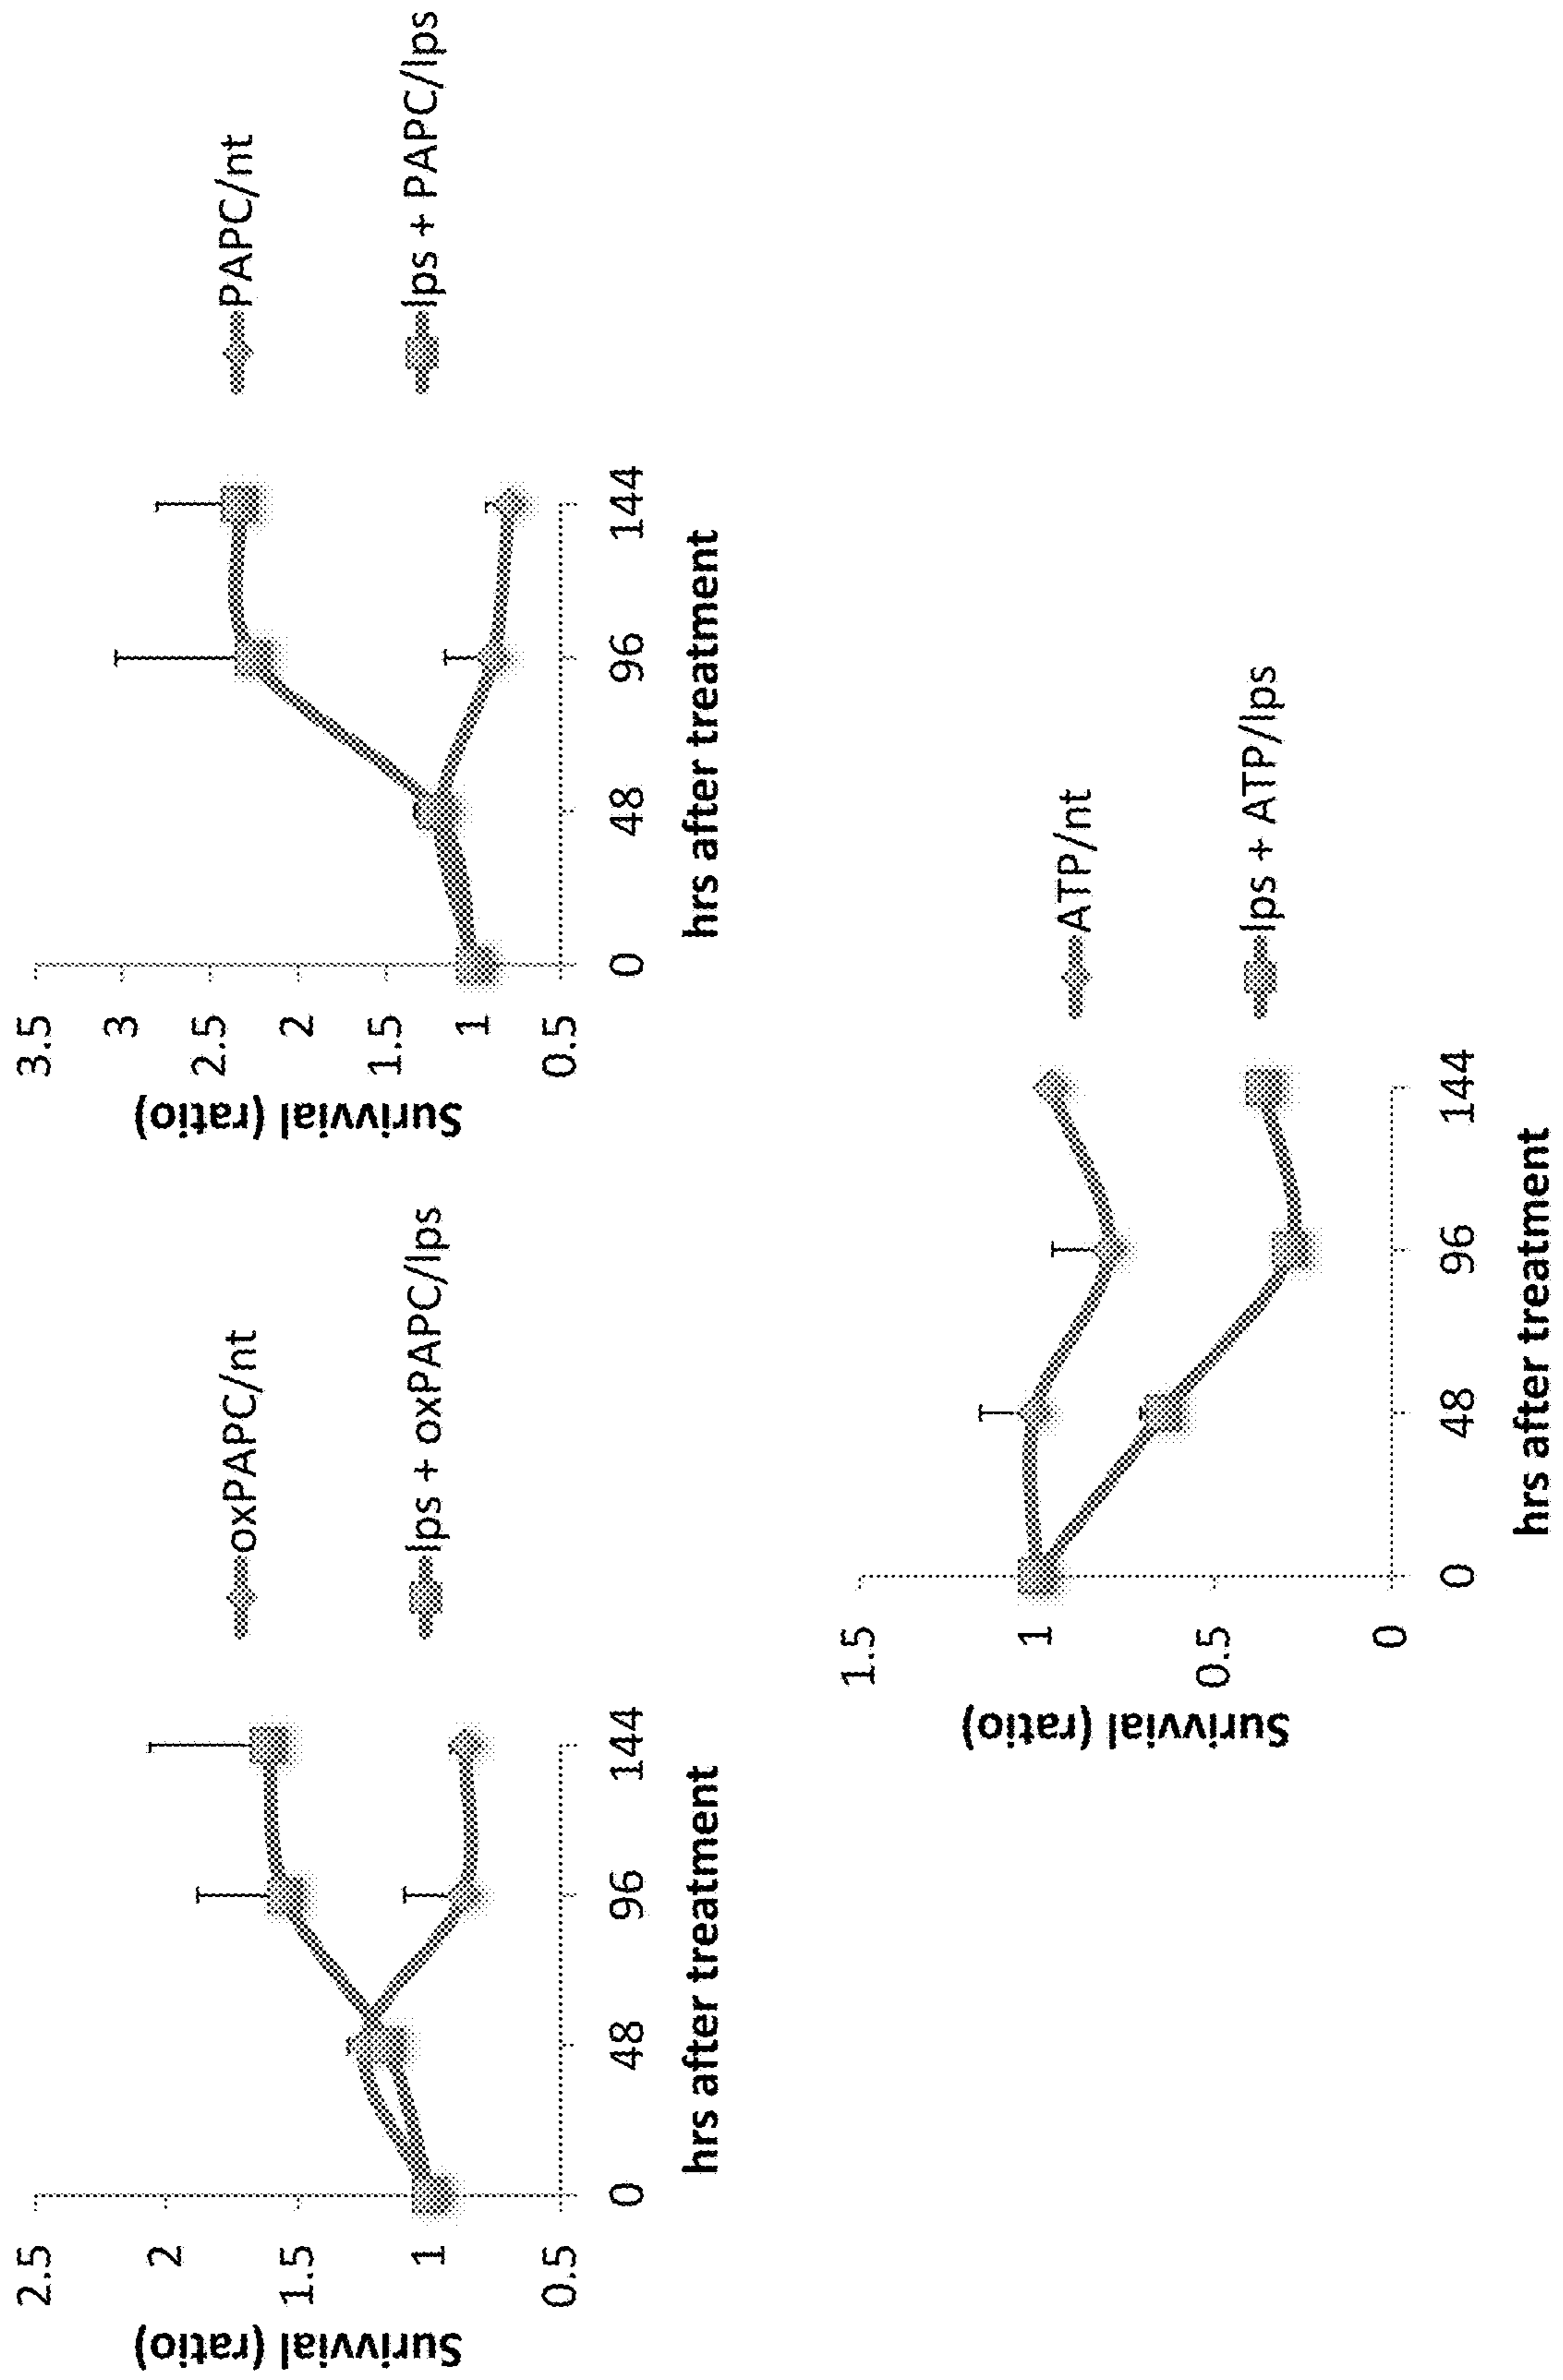 Surivvial (ratio)
2.5
2
1.5
1
0.5
0
48
96
144
hrs after treatment
oxPAPC/nt
lps + oxPAPC/lps
Surivvial (ratio)
3.5
3
2.5
2
1.5
1
0.5
0
48
96
144
hrs after treatment
PAPC/nt
lps + PAPC/lps
Surivvial (ratio)
1.5
1
0.5
0
0
48
96
144
hrs after treatment
ATP/nt
lps + ATP/lps